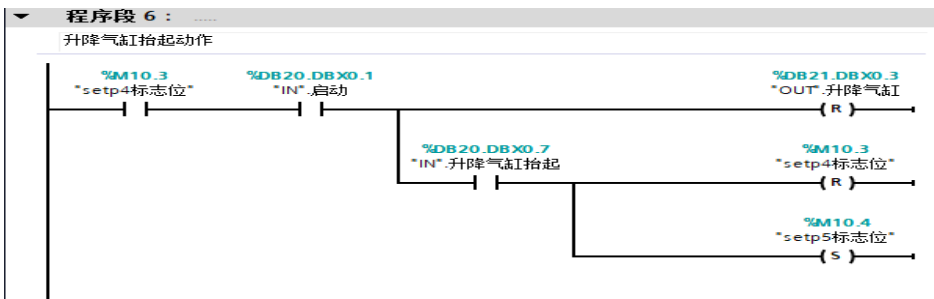 程序段 6： .....
升降气缸抬起动作
%M10.3
"setp4标志位"
%DB20.DBX0.1
"IN".启动
%DB21.DBX0.3
"OUT".升降气缸
R
%DB20.DBX0.7
"IN".升降气缸抬起
%M10.3
"setp4标志位"
R
%M10.4
"setp5标志位"
S